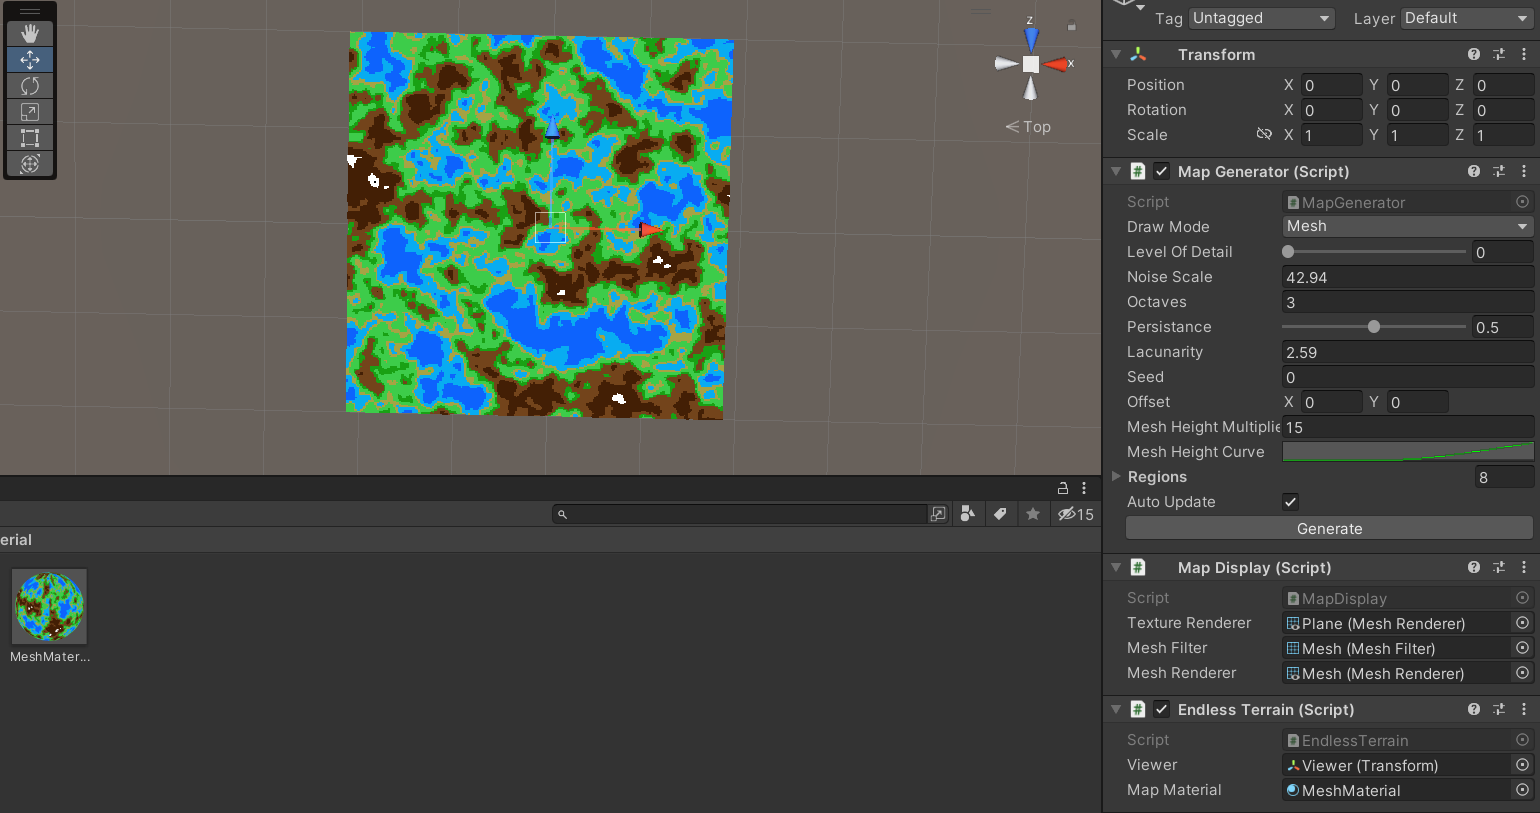 Tag Untagged Layer Default
z
x
Top
Transform
Position X 0 Y 0 Z 0
Rotation X 0 Y 0 Z 0
Scale X 1 Y 1 Z 1
# Map Generator (Script)
Script # MapGenerator
Draw Mode Mesh
Level Of Detail 0
Noise Scale 42.94
Octaves 3
Persistance 0.5
Lacunarity 2.59
Seed 0
Offset X 0 Y 0
Mesh Height Multiplie 15
Mesh Height Curve
Regions 8
Auto Update
Generate
15
erial
MeshMater...
# Map Display (Script)
Script # MapDisplay
Texture Renderer Plane (Mesh Renderer)
Mesh Filter Mesh (Mesh Filter)
Mesh Renderer Mesh (Mesh Renderer)
# Endless Terrain (Script)
Script # EndlessTerrain
Viewer Viewer (Transform)
Map Material MeshMaterial